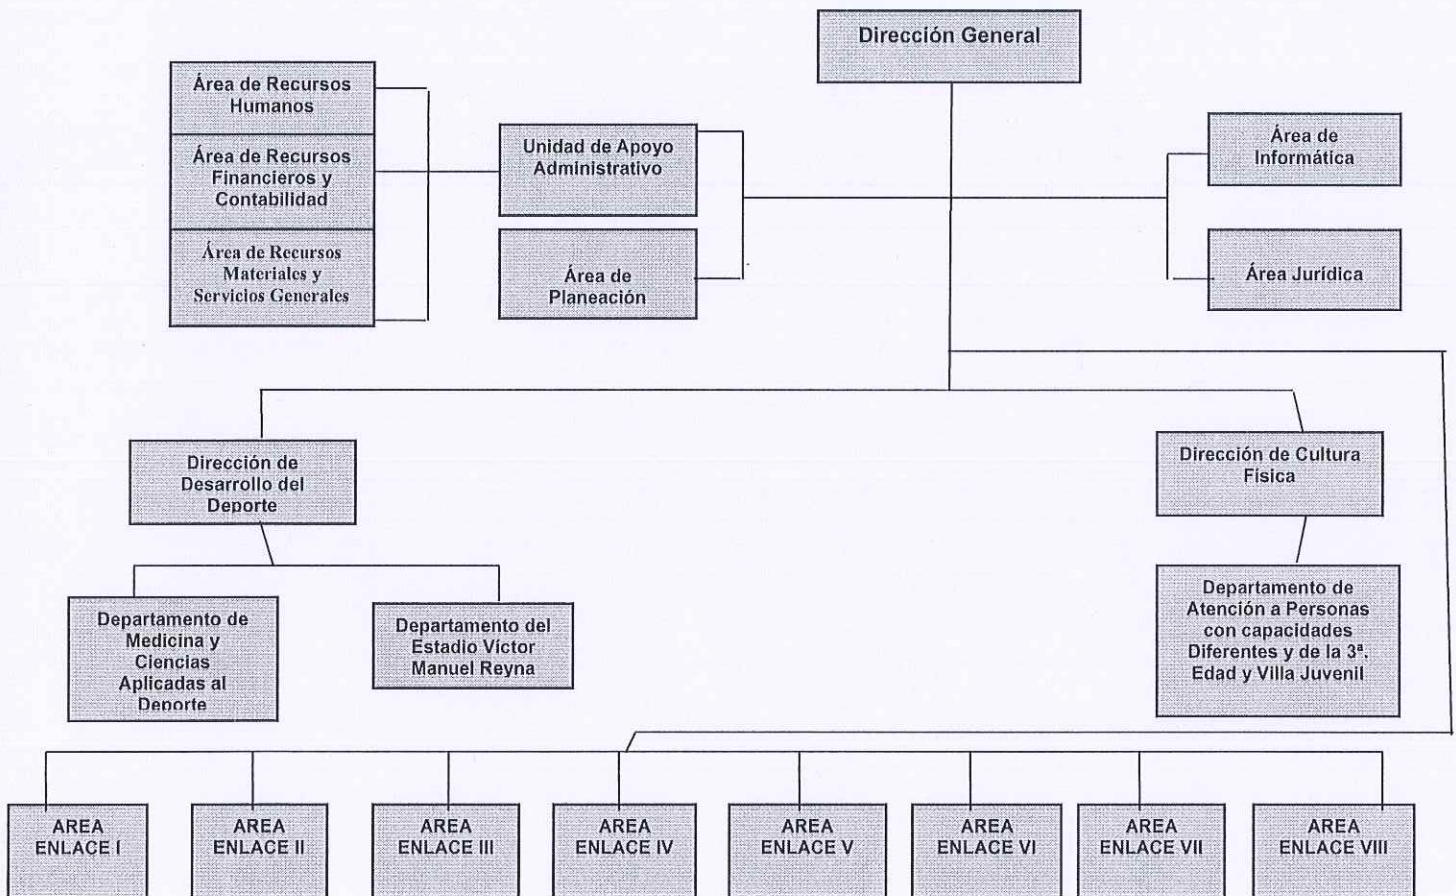 Dirección General
Área de Recursos
Humanos
Área de Recursos
Financieros y
Contabilidad
Área de Recursos
Materiales y
Servicios Generales
Unidad de Apoyo
Administrativo
Área de
Planeación
Área de
Informática
Área Jurídica
Dirección de
Desarrollo del
Deporte
Dirección de Cultura
Física
Departamento de
Medicina y
Ciencias
Aplicadas al
Deporte
Departamento del
Estadio Víctor
Manuel Reyna
Departamento de
Atención a Personas
con capacidades
Diferentes y de la 3ª.
Edad y Villa Juvenil
AREA
ENLACE I
AREA
ENLACE II
AREA
ENLACE III
AREA
ENLACE IV
AREA
ENLACE V
AREA
ENLACE VI
AREA
ENLACE VII
AREA
ENLACE VIII